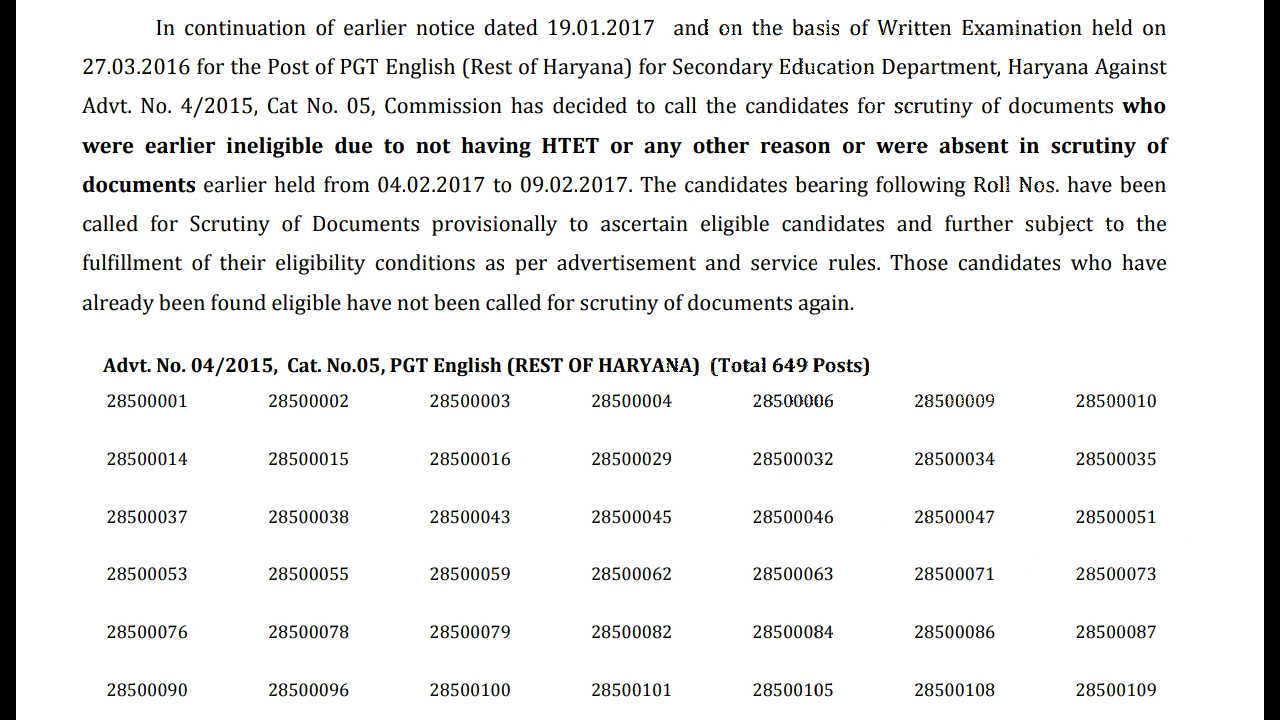 In continuation of earlier notice dated 19.01.2017 and on the basis of Written Examination held on
27.03.2016 for the Post of PGT English (Rest of Haryana) for Secondary Education Department, Haryana Against
Advt. No. 4/2015, Cat No. 05, Commission has decided to call the candidates for scrutiny of documents who
were earlier ineligible due to not having HTET or any other reason or were absent in scrutiny of
documents earlier held from 04.02.2017 to 09.02.2017. The candidates bearing following Roll Nos. have been
called for Scrutiny of Documents provisionally to ascertain eligible candidates and further subject to the
fulfillment of their eligibility conditions as per advertisement and service rules. Those candidates who have
already been found eligible have not been called for scrutiny of documents again.
Advt. No. 04/2015, Cat. No.05, PGT English (REST OF HARYANA) (Total 649 Posts)
28500001 28500002 28500003 28500004 28500006 28500009 28500010
28500014 28500015 28500016 28500029 28500032 28500034 28500035
28500037 28500038 28500043 28500045 28500046 28500047 28500051
28500053 28500055 28500059 28500062 28500063 28500071 28500073
28500076 28500078 28500079 28500082 28500084 28500086 28500087
28500090 28500096 28500100 28500101 28500105 28500108 28500109